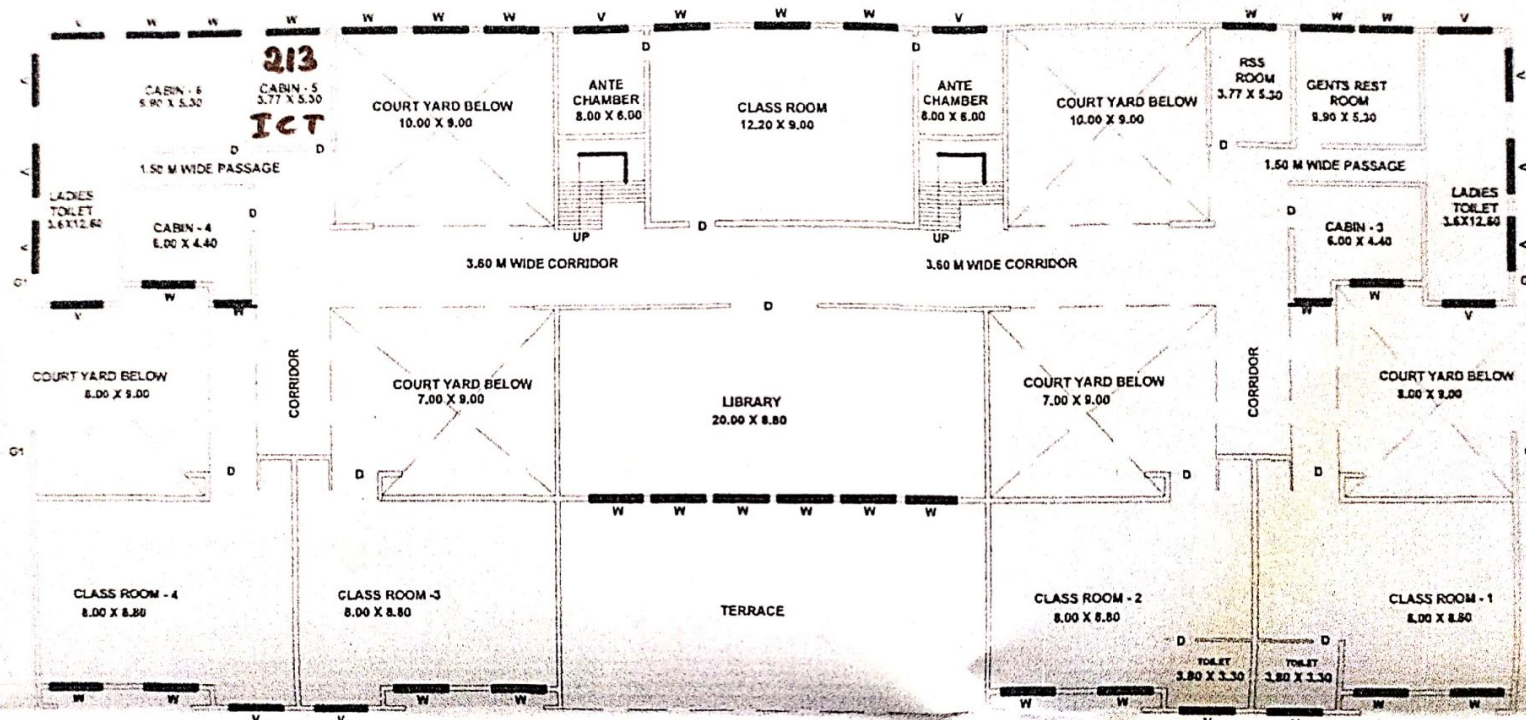 V W W W W W W V W W W V W W W V
213
CABIN - 6
5.90 X 5.30
CABIN - 5
3.77 X 5.30
ICT
COURT YARD BELOW
10.00 X 9.00
D
ANTE
CHAMBER
8.00 X 6.00
CLASS ROOM
12.20 X 9.00
D
ANTE
CHAMBER
8.00 X 6.00
COURT YARD BELOW
10.00 X 9.00
RSS
ROOM
3.77 X 5.30
GENTS REST
ROOM
9.90 X 5.30
D
D
D
1.50 M WIDE PASSAGE
1.50 M WIDE PASSAGE
LADIES
TOILET
3.6X12.60
D
CABIN - 4
6.00 X 4.40
UP
D
UP
D
CABIN - 3
6.00 X 4.40
LADIES
TOILET
3.6X12.60
3.60 M WIDE CORRIDOR
3.60 M WIDE CORRIDOR
W
W
V
W
D
W
V
COURT YARD BELOW
8.00 X 9.00
CORRIDOR
COURT YARD BELOW
7.00 X 9.00
LIBRARY
20.00 X 8.80
COURT YARD BELOW
7.00 X 9.00
CORRIDOR
COURT YARD BELOW
8.00 X 9.00
D
D
D
D
W W W W W W
CLASS ROOM - 4
8.00 X 8.80
CLASS ROOM -3
8.00 X 8.80
TERRACE
CLASS ROOM - 2
8.00 X 8.80
CLASS ROOM - 1
8.00 X 8.80
D
D
TOILET
3.80 X 3.30
TOILET
3.80 X 3.30
W W W W W W W W
V V